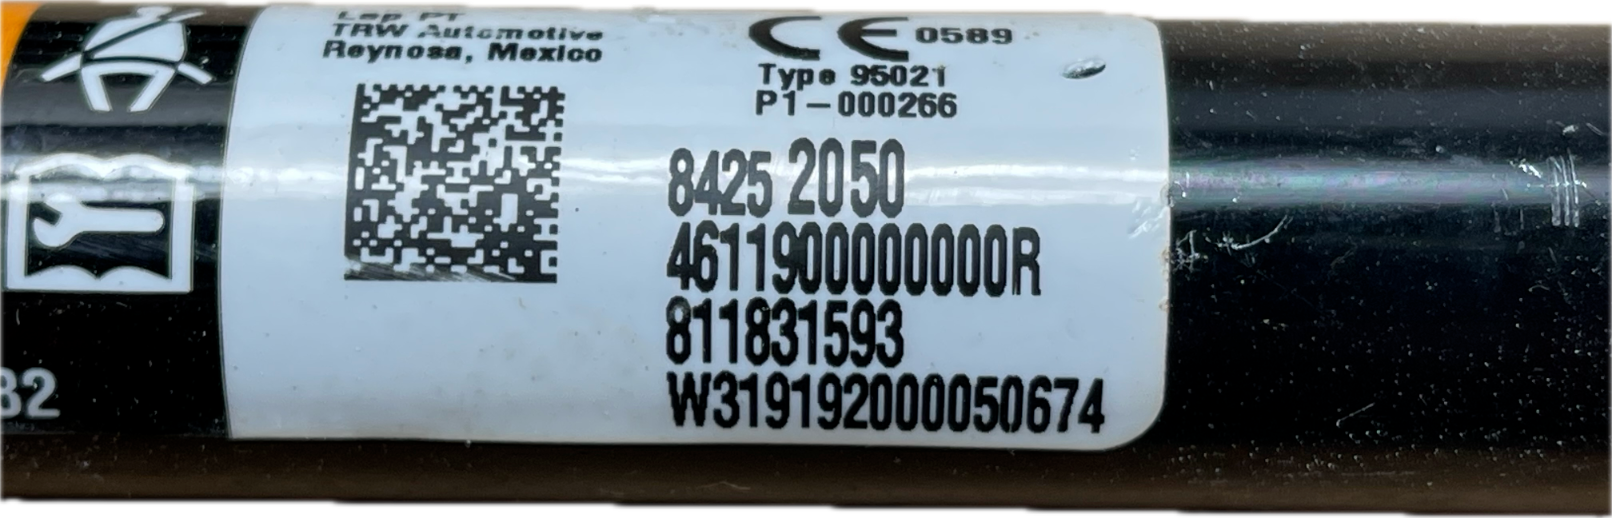 TRW Automotive
Reynosa, Mexico
CE 0589
Type 95021
P1-000266
8425 2050
4611900000000R
811831593
W319192000050674